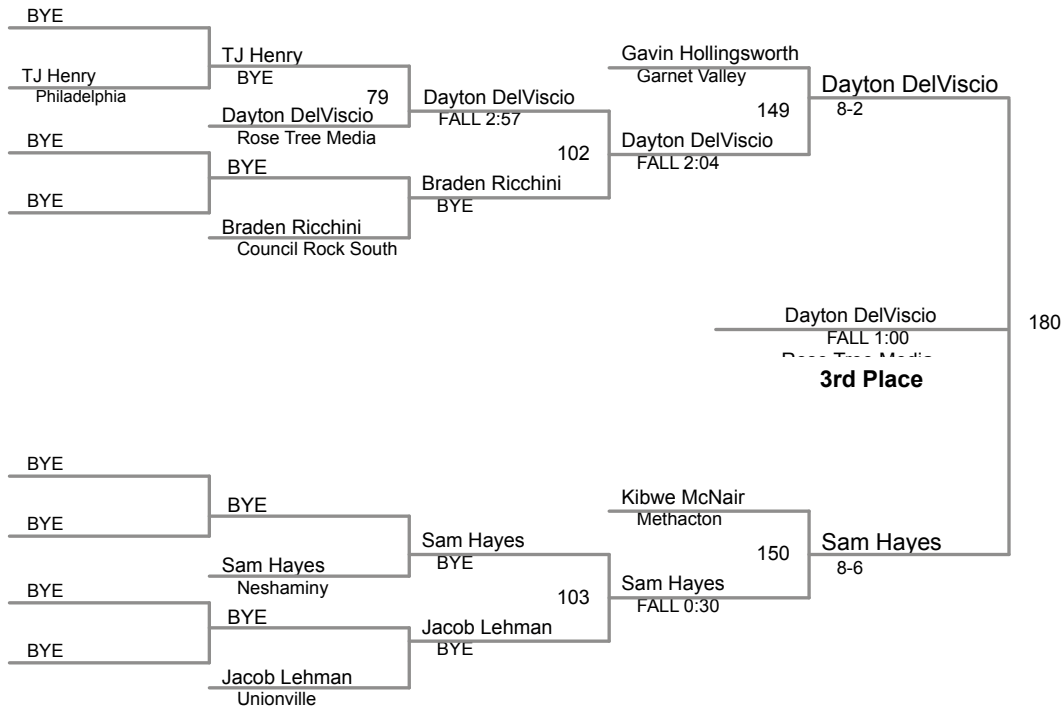 BYE
TJ Henry
Philadelphia
BYE
BYE
TJ Henry
BYE
79
Dayton DelViscio
Rose Tree Media
BYE
Braden Ricchini
Council Rock South
Dayton DelViscio
FALL 2:57
102
Braden Ricchini
BYE
Gavin Hollingsworth
Garnet Valley
149
Dayton DelViscio
FALL 2:04
Dayton DelViscio
8-2
Dayton DelViscio
FALL 1:00
Rose Tree Media
3rd Place
180
BYE
BYE
BYE
BYE
BYE
Sam Hayes
Neshaminy
BYE
Jacob Lehman
Unionville
Sam Hayes
BYE
103
Jacob Lehman
BYE
Kibwe McNair
Methacton
150
Sam Hayes
FALL 0:30
Sam Hayes
8-6